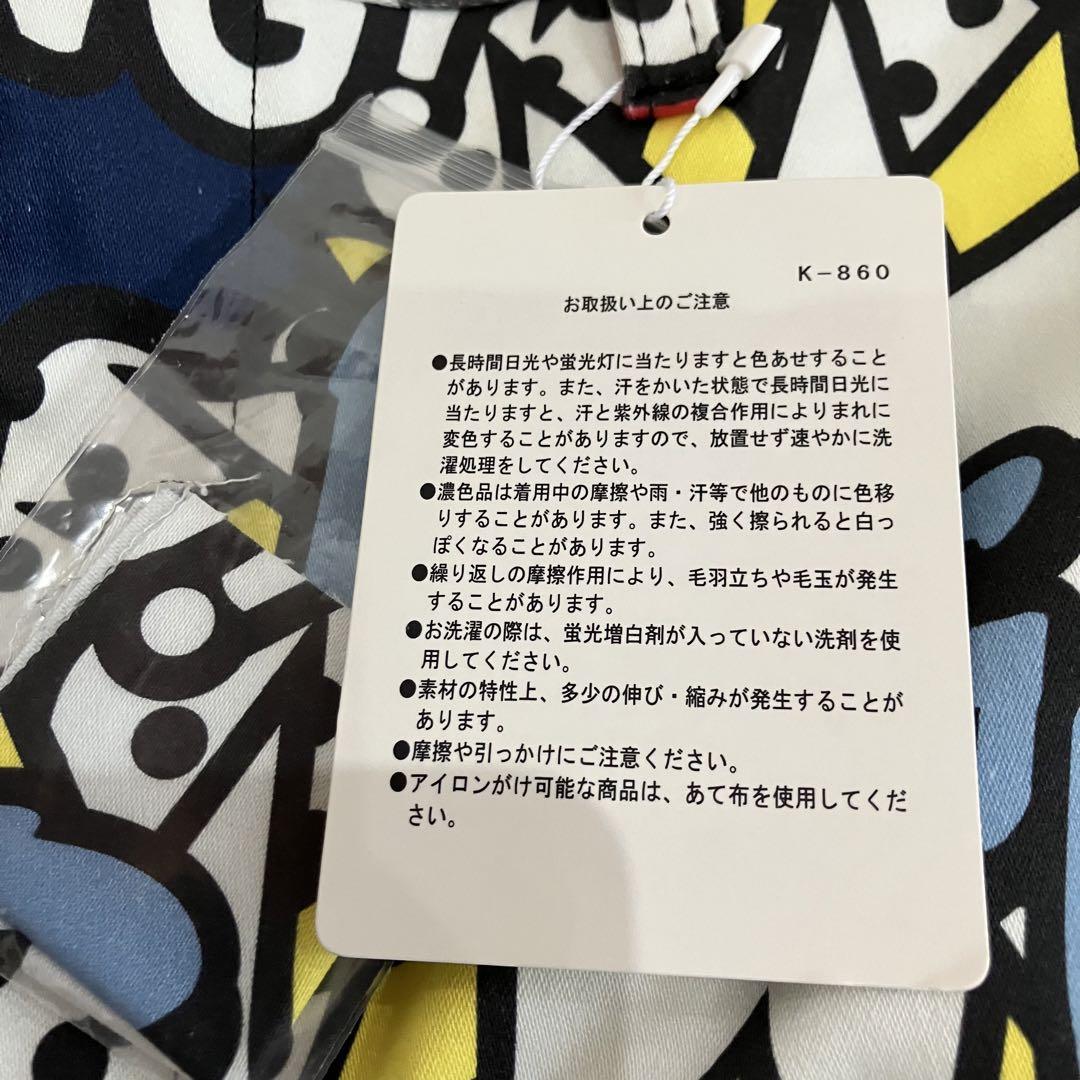 G!
K-860
お取扱い上のご注意
●長時間日光や蛍光灯に当たりますと色あせすること
があります。また、汗をかいた状態で長時間日光に
当たりますと、汗と紫外線の複合作用によりまれに
変色することがありますので、放置せず速やかに洗
濯処理をしてください。
●濃色品は着用中の摩擦や雨・汗等で他のものに色移
りすることがあります。また、強く擦られると白っ
ぽくなることがあります。
●繰り返しの摩擦作用により、毛羽立ちや毛玉が発生
することがあります。
●お洗濯の際は、蛍光増白剤が入っていない洗剤を使
用してください。
●素材の特性上、多少の伸び・縮みが発生することが
あります。
●摩擦や引っかけにご注意ください。
●アイロンがけ可能な商品は、あて布を使用してくだ
さい。